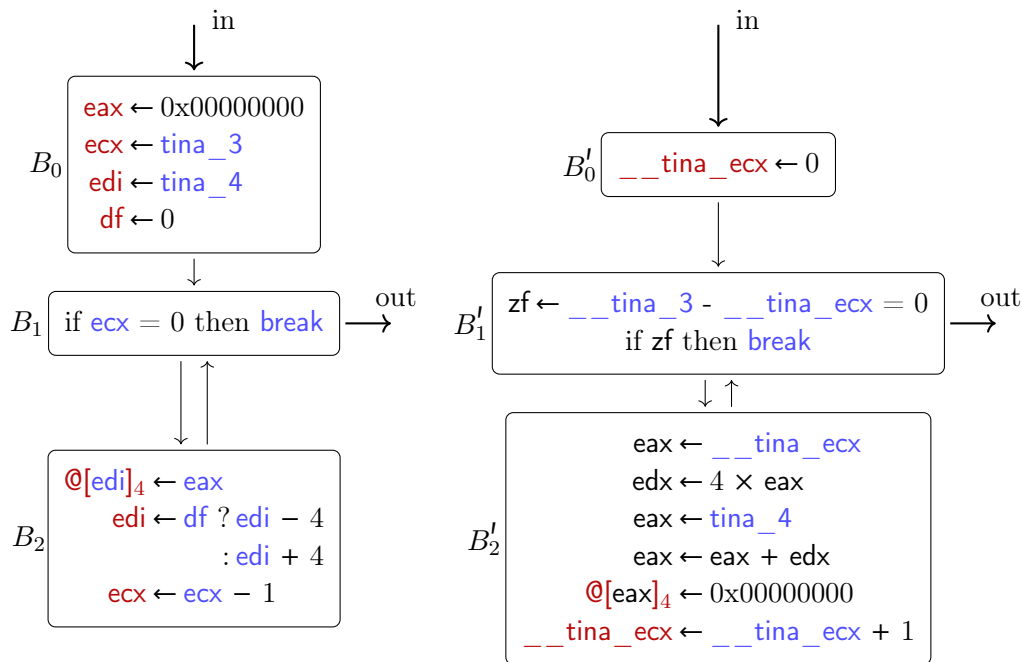 in
B₀
eax ← 0x00000000
ecx ← tina_3
edi ← tina_4
df ← 0
B₁
if ecx = 0 then break
out
B₂
@[edi]₄ ← eax
edi ← df ? edi − 4
: edi + 4
ecx ← ecx − 1
in
B′₀
__tina_ecx ← 0
B′₁
zf ← __tina_3 - __tina_ecx = 0
if zf then break
out
B′₂
eax ← __tina_ecx
edx ← 4 × eax
eax ← tina_4
eax ← eax + edx
@[eax]₄ ← 0x00000000
__tina_ecx ← __tina_ecx + 1